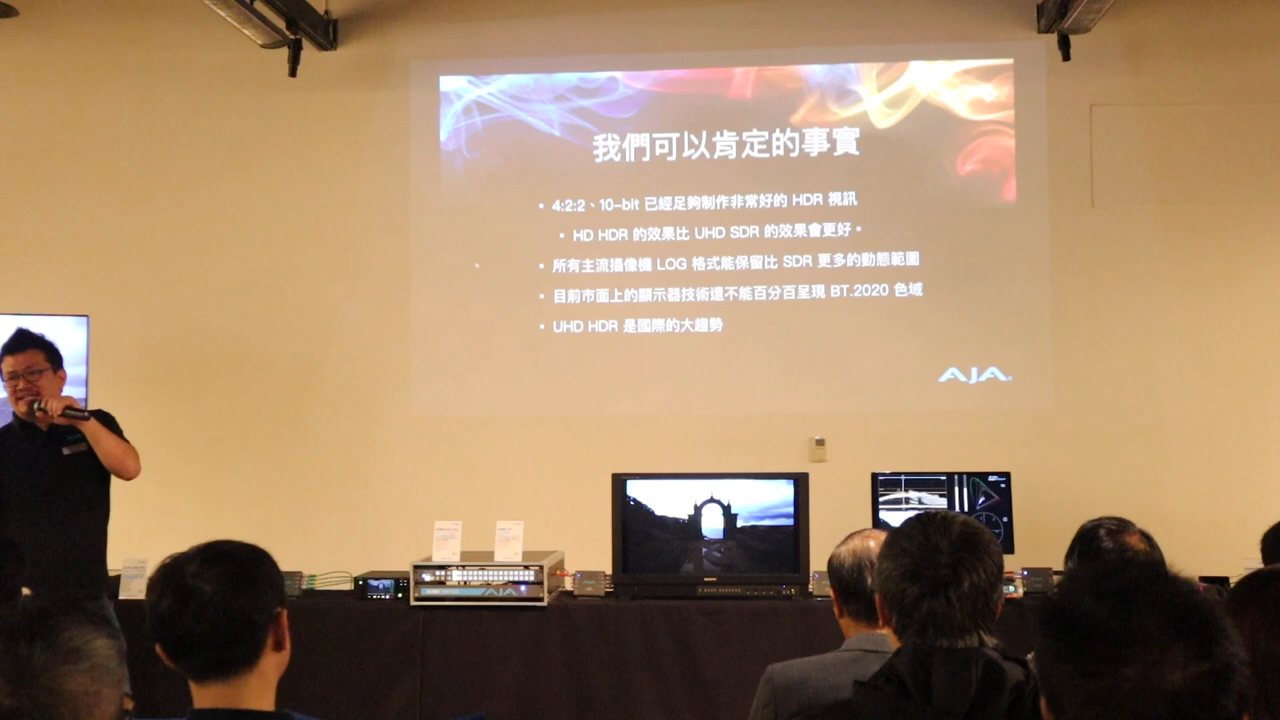 我們可以肯定的事實
▪ 4:2:2、10-bit 已經足夠制作非常好的 HDR 視訊
▪ HD HDR 的效果比 UHD SDR 的效果會更好。
▪ 所有主流攝像機 LOG 格式能保留比 SDR 更多的動態範圍
▪ 目前市面上的顯示器技術還不能百分百呈現 BT.2020 色域
▪ UHD HDR 是國際的大趨勢
AJA
SONY
AJA